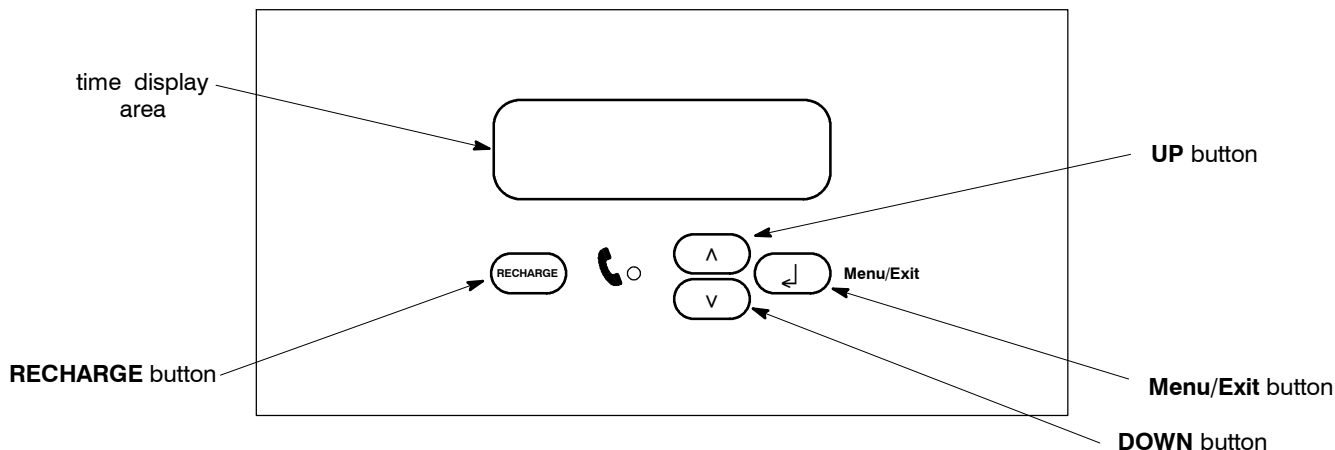 time display
area
UP button
RECHARGE
Menu/Exit
RECHARGE button
Menu/Exit button
DOWN button